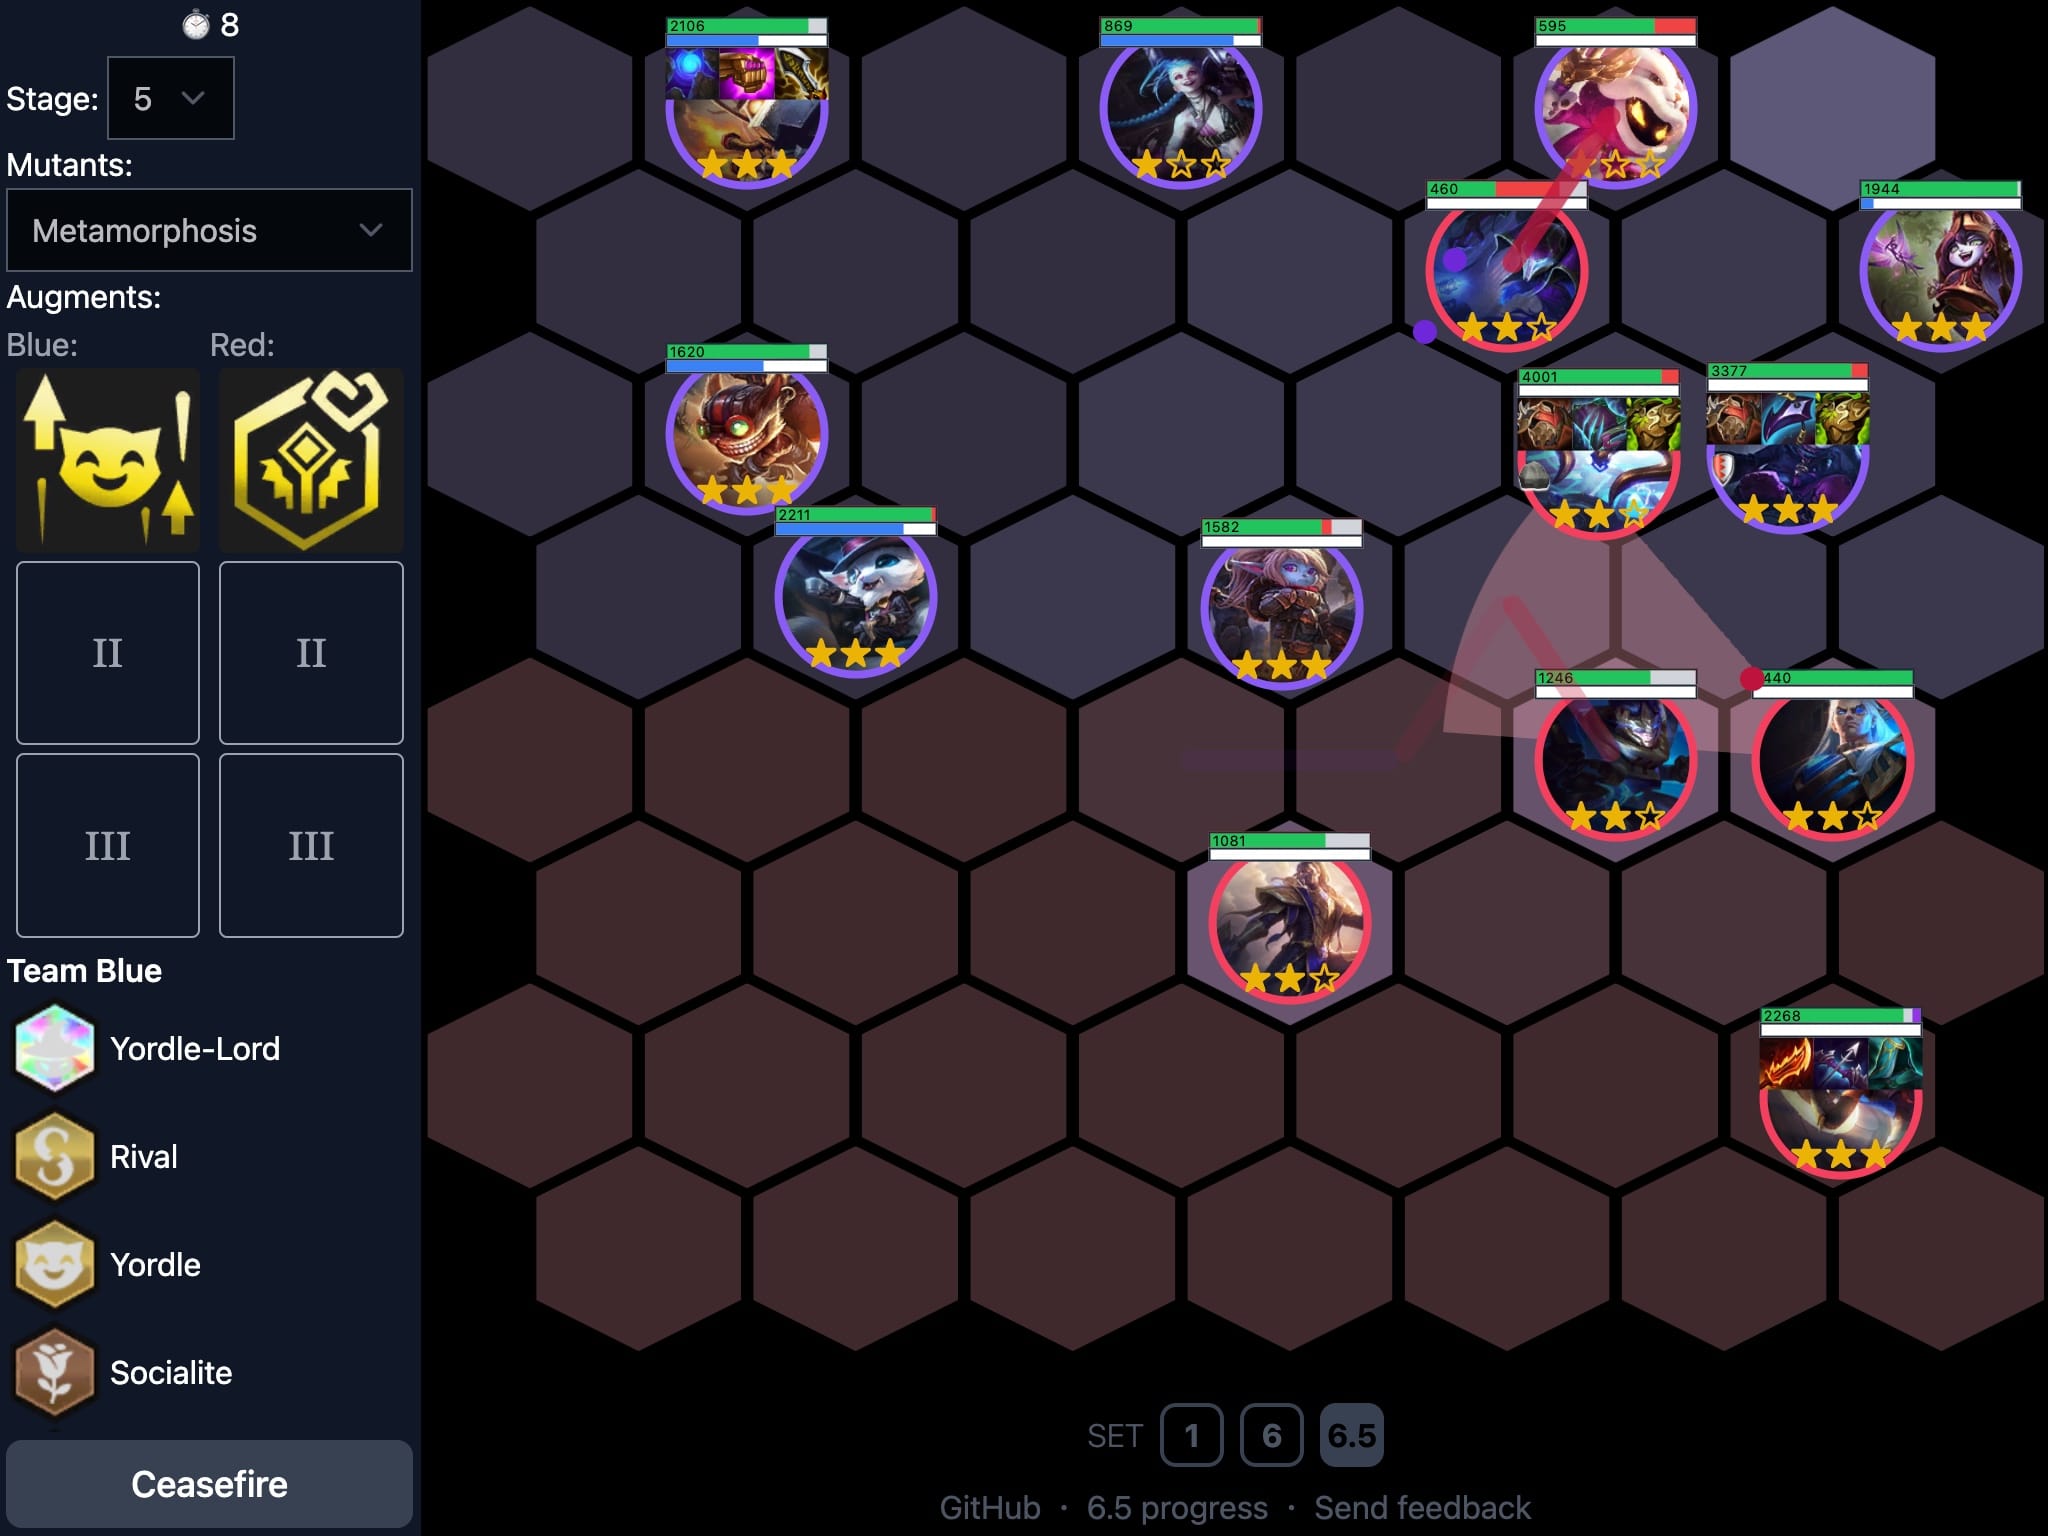 8
Stage: 5
Mutants:
Metamorphosis
Augments:
Blue: Red:
II II
III III
Team Blue
Yordle-Lord
Rival
Yordle
Socialite
Ceasefire
2106
869
595
460
1944
1620
4001
3377
2211
1582
1246
440
1081
2268
SET 1 6 6.5
GitHub · 6.5 progress · Send feedback